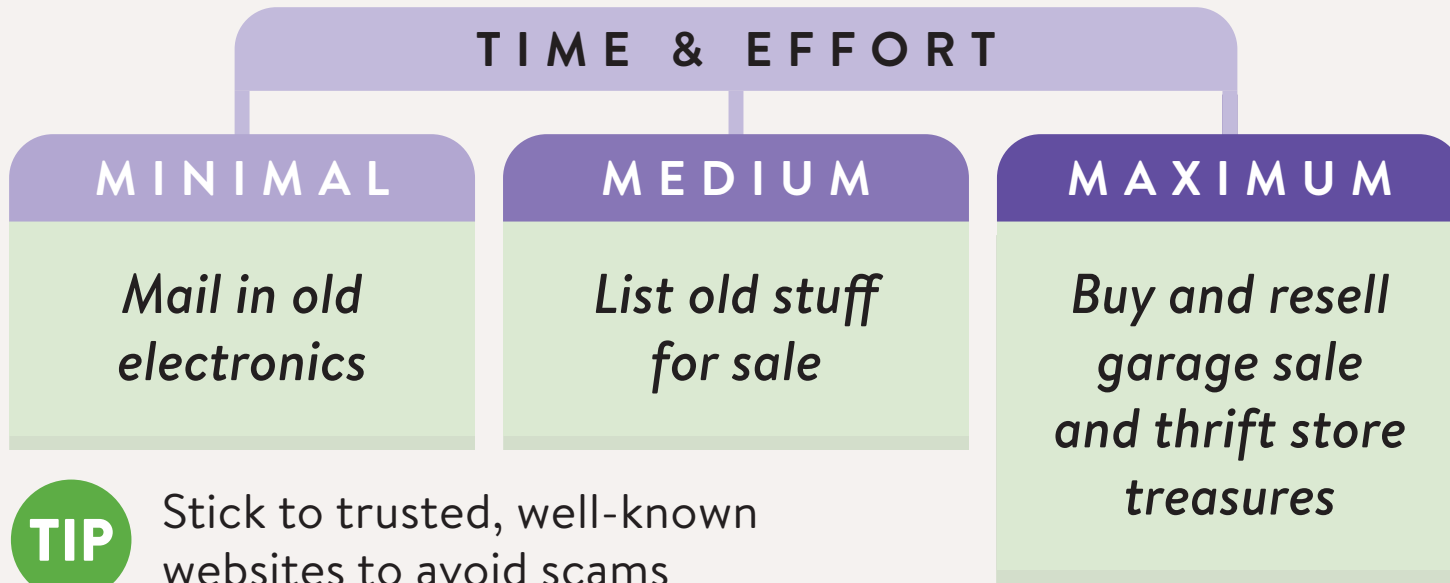 TIME & EFFORT
MINIMAL
Mail in old
electronics
MEDIUM
List old stuff
for sale
MAXIMUM
Buy and resell
garage sale
and thrift store
treasures
TIP
Stick to trusted, well-known
websites to avoid scams